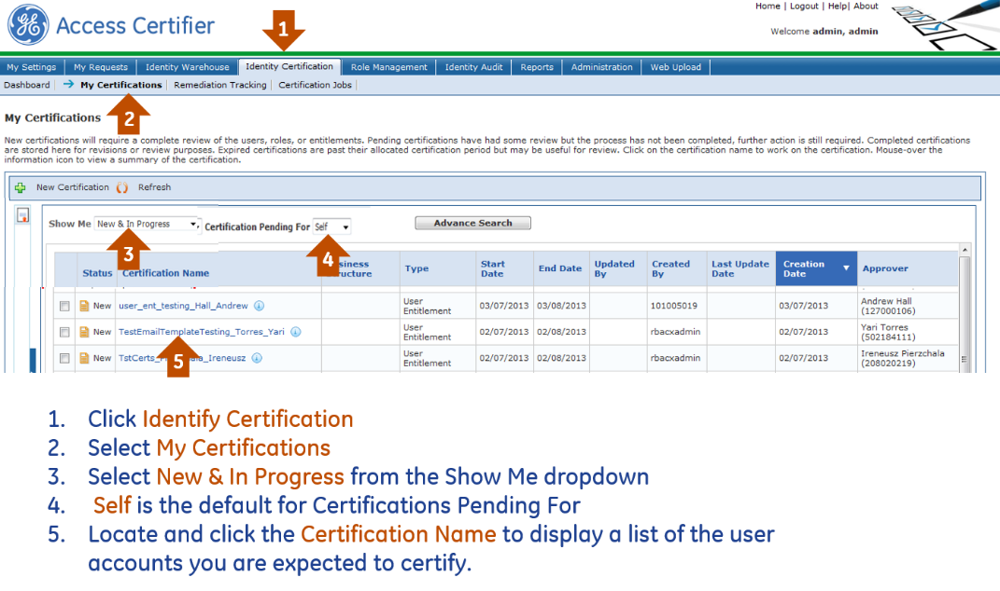 Home | Logout | Help| About
Access Certifier
1
Welcome admin, admin
My Settings My Requests Identity Warehouse Identity Certification Role Management Identity Audit Reports Administration Web Upload
Dashboard My Certifications Remediation Tracking Certification Jobs
My Certifications
2
New certifications will require a complete review of the users, roles, or entitlements. Pending certifications have had some review but the process has not been completed, further action is still required. Completed certifications
are stored here for revisions or review purposes. Expired certifications are past their allocated certification period but may be useful for review. Click on the certification name to work on the certification. Mouse-over the
information icon to view a summary of the certification.
New Certification Refresh
Show Me New & In Progress Certification Pending For Self Advance Search
3 4
Status Certification Name Type Start Date End Date Updated By Created By Last Update Date Creation Date Approver
New user_ent_testing_Hall_Andrew User Entitlement 03/07/2013 03/08/2013 101005019 03/07/2013 Andrew Hall (127000106)
New TestEmailTemplateTesting_Torres_Yari User Entitlement 02/07/2013 02/08/2013 rbacxadmin 02/07/2013 Yari Torres (502184111)
New TstCerts_ _Ireneusz User Entitlement 02/07/2013 02/08/2013 rbacxadmin 02/07/2013 Ireneusz Pierzchala (208020219)
5
1. Click Identify Certification
2. Select My Certifications
3. Select New & In Progress from the Show Me dropdown
4. Self is the default for Certifications Pending For
5. Locate and click the Certification Name to display a list of the user
accounts you are expected to certify.